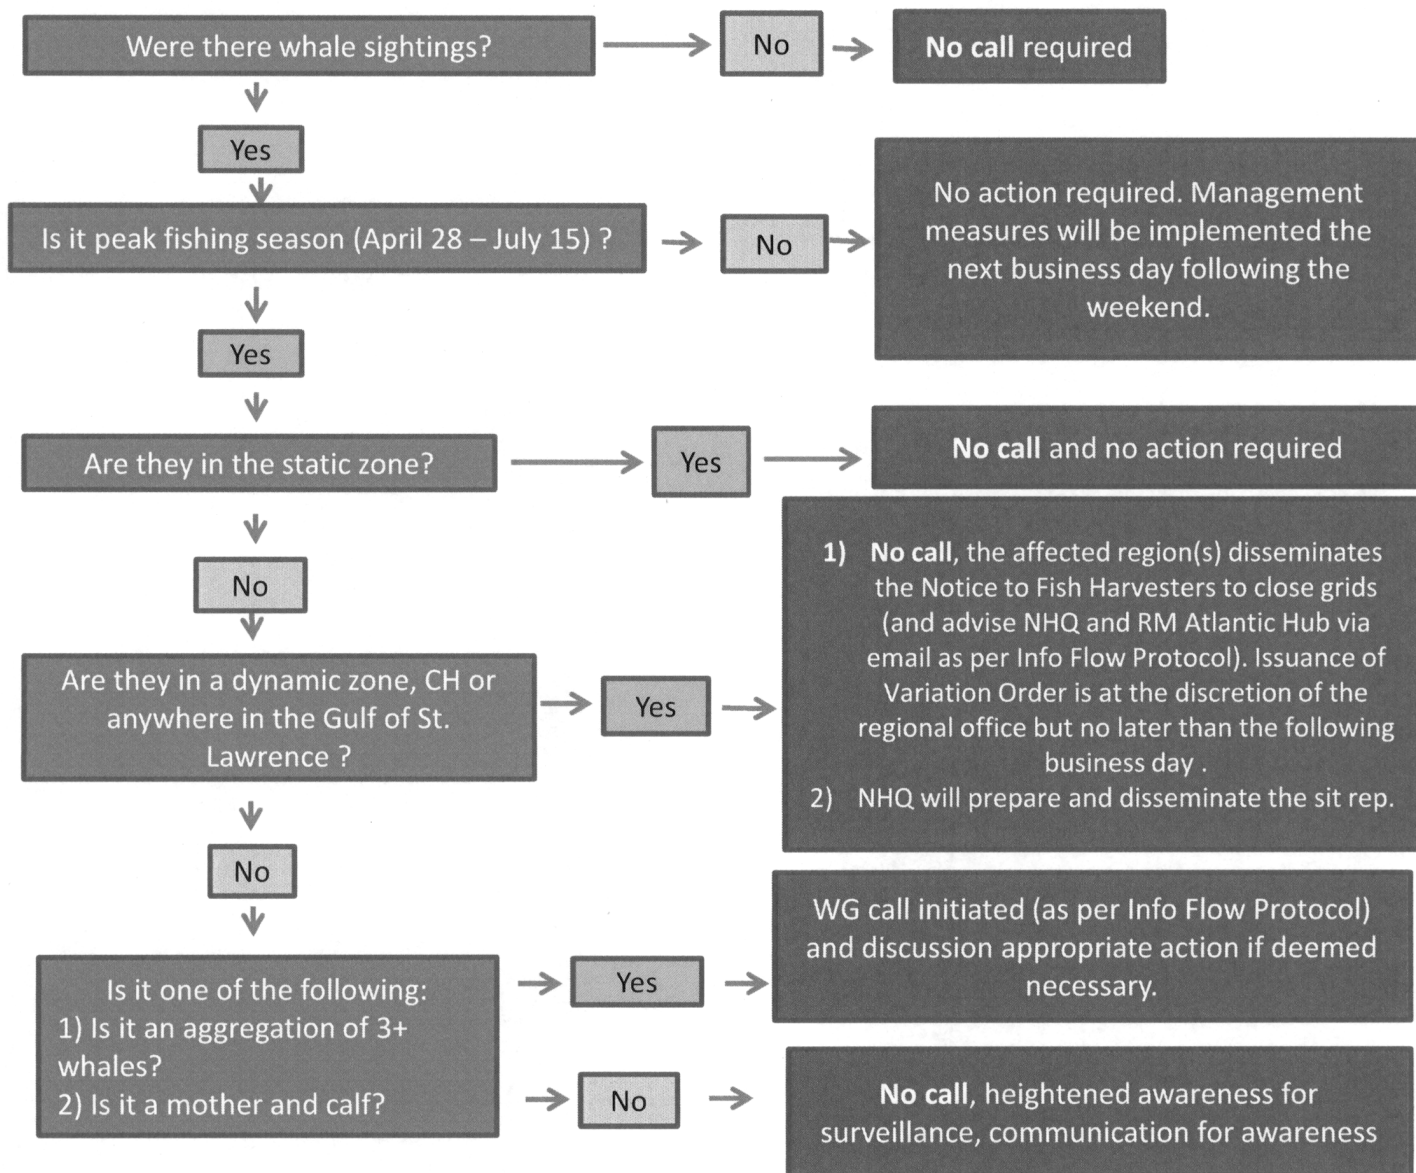 Were there whale sightings?
No
No call required
Yes
Is it peak fishing season (April 28 – July 15) ?
No
No action required. Management
measures will be implemented the
next business day following the
weekend.
Yes
Are they in the static zone?
Yes
No call and no action required
No
Are they in a dynamic zone, CH or
anywhere in the Gulf of St.
Lawrence ?
Yes
1) No call, the affected region(s) disseminates
the Notice to Fish Harvesters to close grids
(and advise NHQ and RM Atlantic Hub via
email as per Info Flow Protocol). Issuance of
Variation Order is at the discretion of the
regional office but no later than the following
business day .
2) NHQ will prepare and disseminate the sit rep.
No
Is it one of the following:
1) Is it an aggregation of 3+
whales?
2) Is it a mother and calf?
Yes
WG call initiated (as per Info Flow Protocol)
and discussion appropriate action if deemed
necessary.
No
No call, heightened awareness for
surveillance, communication for awareness